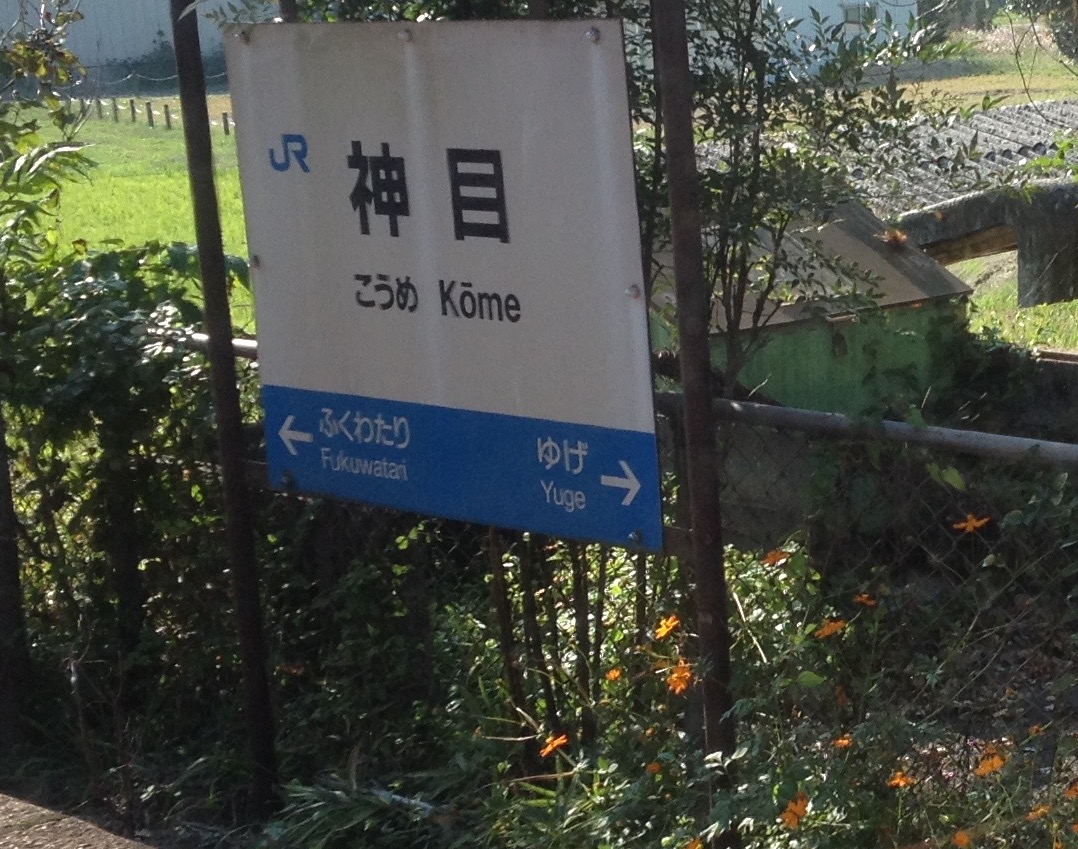 JR 神目
こうめ Kōme
← ふくわたり
Fukuwatari
ゆげ →
Yuge